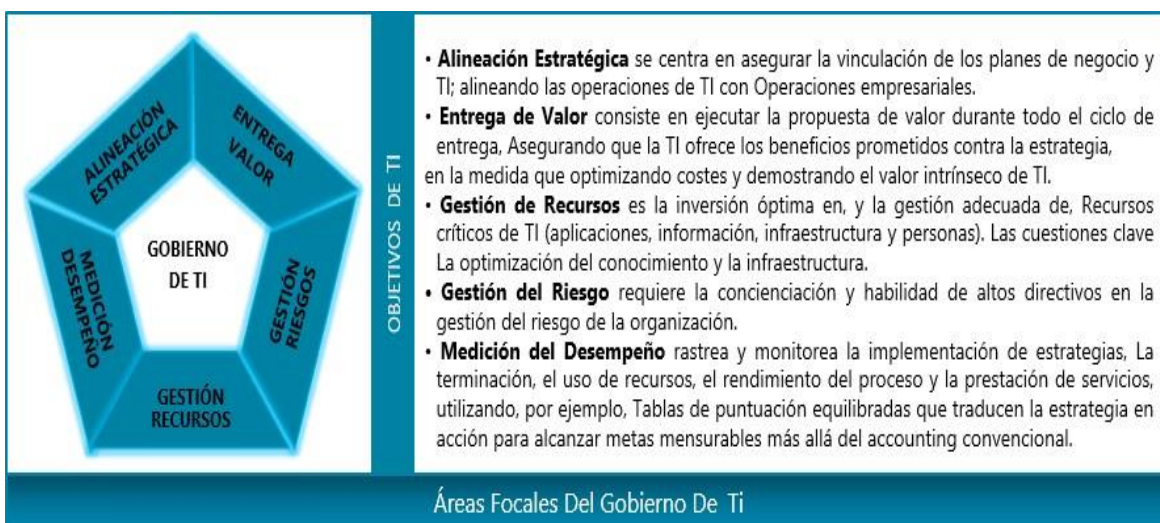 ALINEACIÓN
ESTRATÉGICA
ENTREGA
VALOR
MEDICIÓN
DESEMPEÑO
GOBIERNO
DE TI
GESTIÓN
RIESGOS
GESTIÓN
RECURSOS
OBJETIVOS DE TI
• Alineación Estratégica se centra en asegurar la vinculación de los planes de negocio y
TI; alineando las operaciones de TI con Operaciones empresariales.
• Entrega de Valor consiste en ejecutar la propuesta de valor durante todo el ciclo de
entrega, Asegurando que la TI ofrece los beneficios prometidos contra la estrategia,
en la medida que optimizando costes y demostrando el valor intrínseco de TI.
• Gestión de Recursos es la inversión óptima en, y la gestión adecuada de, Recursos
críticos de TI (aplicaciones, información, infraestructura y personas). Las cuestiones clave
La optimización del conocimiento y la infraestructura.
• Gestión del Riesgo requiere la concienciación y habilidad de altos directivos en la
gestión del riesgo de la organización.
• Medición del Desempeño rastrea y monitorea la implementación de estrategias, La
terminación, el uso de recursos, el rendimiento del proceso y la prestación de servicios,
utilizando, por ejemplo, Tablas de puntuación equilibradas que traducen la estrategia en
acción para alcanzar metas mensurables más allá del accounting convencional.
Áreas Focales Del Gobierno De Ti